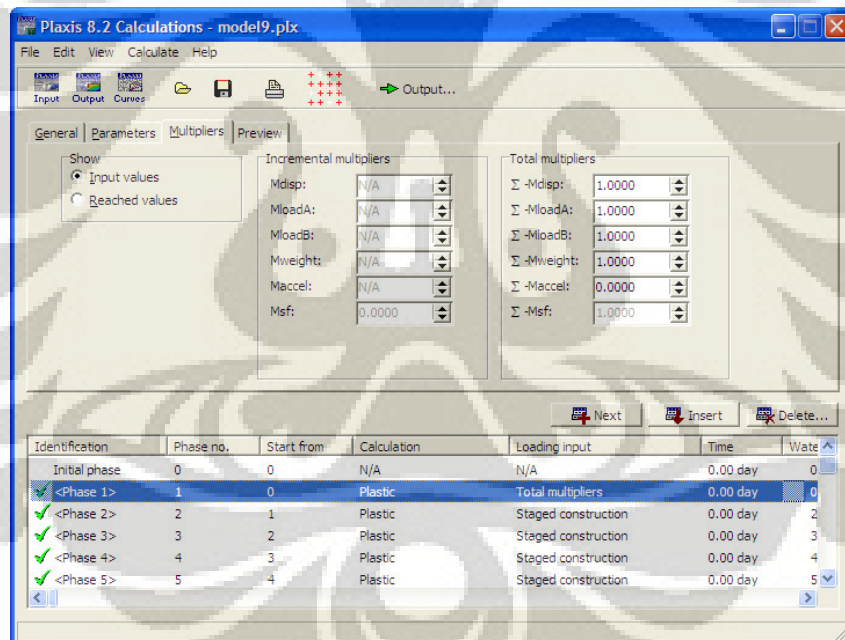 Plaxis 8.2 Calculations - model9.plx
File Edit View Calculate Help
Input Output Curves Output...
General Parameters Multipliers Preview
Show
Input values
Reached values
Incremental multipliers
Mdisp: N/A
MloadA: N/A
MloadB: N/A
Mweight: N/A
Maccel: N/A
Msf: 0.0000
Total multipliers
Σ -Mdisp: 1.0000
Σ -MloadA: 1.0000
Σ -MloadB: 1.0000
Σ -Mweight: 1.0000
Σ -Maccel: 0.0000
Σ -Msf: 1.0000
Next Insert Delete...
Identification Phase no. Start from Calculation Loading input Time Wate
Initial phase 0 0 N/A N/A 0.00 day 0
<Phase 1> 1 0 Plastic Total multipliers 0.00 day 0
<Phase 2> 2 1 Plastic Staged construction 0.00 day 2
<Phase 3> 3 2 Plastic Staged construction 0.00 day 3
<Phase 4> 4 3 Plastic Staged construction 0.00 day 4
<Phase 5> 5 4 Plastic Staged construction 0.00 day 5